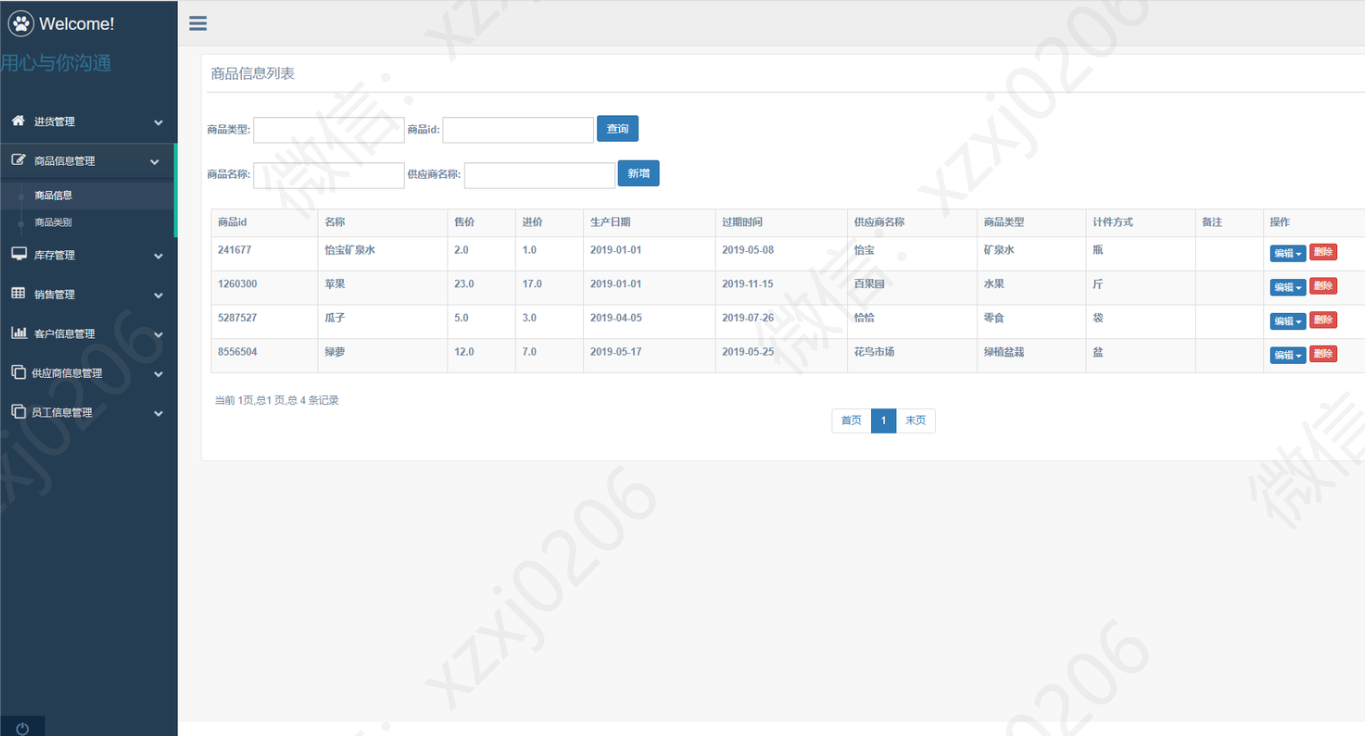 Welcome!
用心与你沟通
进货管理
商品信息管理
商品信息
商品类别
库存管理
销售管理
客户信息管理
供应商信息管理
员工信息管理
商品信息列表
商品类型: 商品id: 查询
商品名称: 供应商名称: 新增
商品id 名称 售价 进价 生产日期 过期时间 供应商名称 商品类型 计件方式 备注 操作
241677 怡宝矿泉水 2.0 1.0 2019-01-01 2019-05-08 怡宝 矿泉水 瓶 编辑 删除
1260300 苹果 23.0 17.0 2019-01-01 2019-11-15 百果园 水果 斤 编辑 删除
5287527 瓜子 5.0 3.0 2019-04-05 2019-07-26 恰恰 零食 袋 编辑 删除
8556504 绿萝 12.0 7.0 2019-05-17 2019-05-25 花鸟市场 绿植盆栽 盆 编辑 删除
当前 1页,总1 页,总 4 条记录
首页 1 末页
微信：xzxj0206